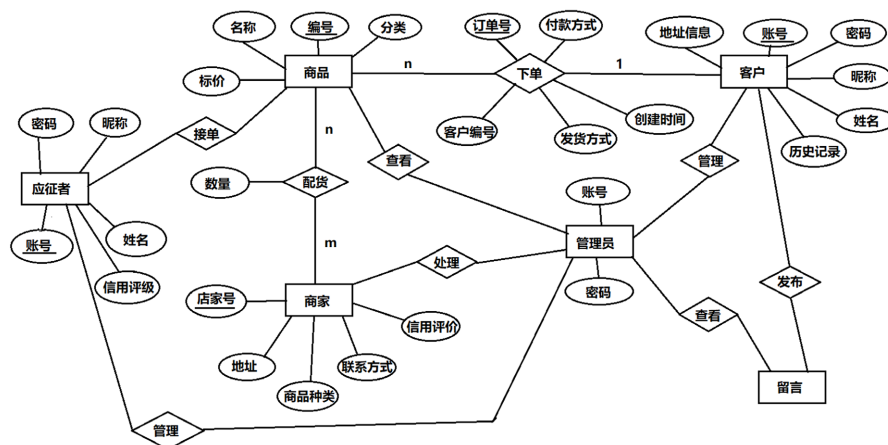 名称
编号
分类
订单号
付款方式
地址信息
账号
密码
标价
商品
n
下单
1
客户
昵称
密码
昵称
接单
n
客户编号
发货方式
创建时间
姓名
历史记录
查看
管理
应征者
数量
配货
账号
账号
姓名
m
管理员
处理
信用评级
店家号
商家
密码
发布
信用评价
查看
地址
联系方式
商品种类
留言
管理